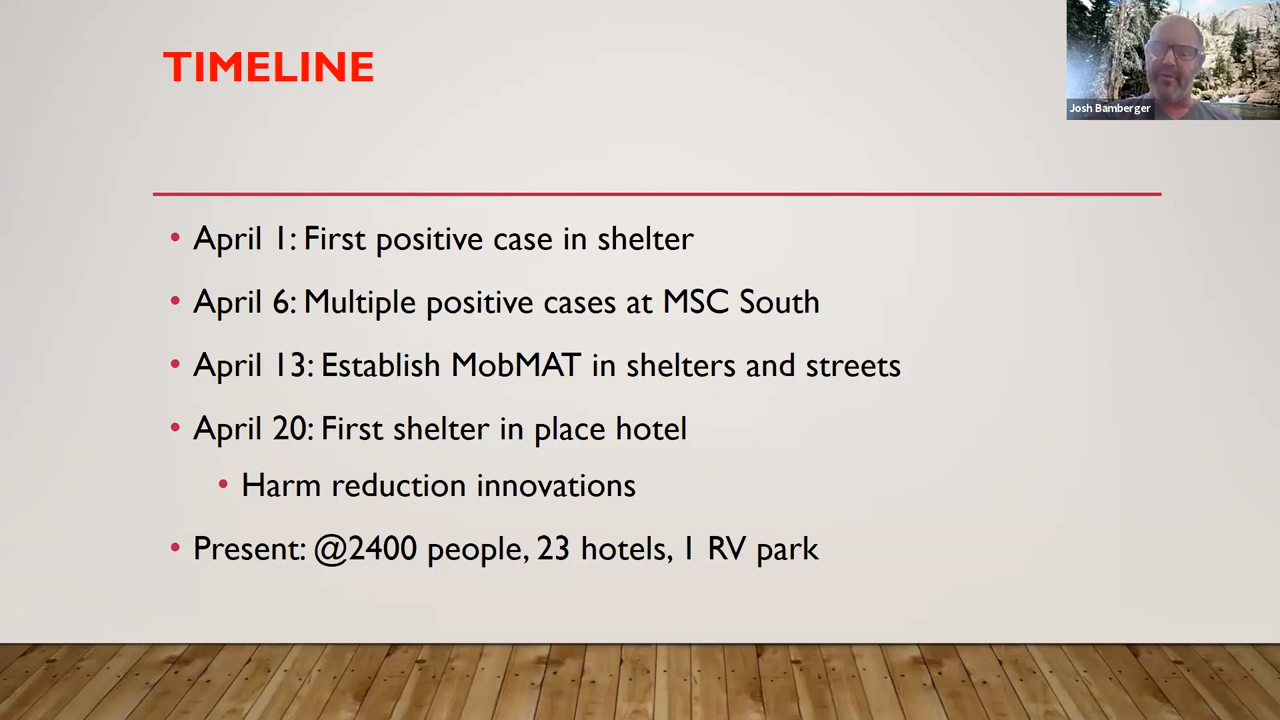 TIMELINE
Josh Bamberger
• April 1: First positive case in shelter
• April 6: Multiple positive cases at MSC South
• April 13: Establish MobMAT in shelters and streets
• April 20: First shelter in place hotel
• Harm reduction innovations
• Present: @2400 people, 23 hotels, 1 RV park